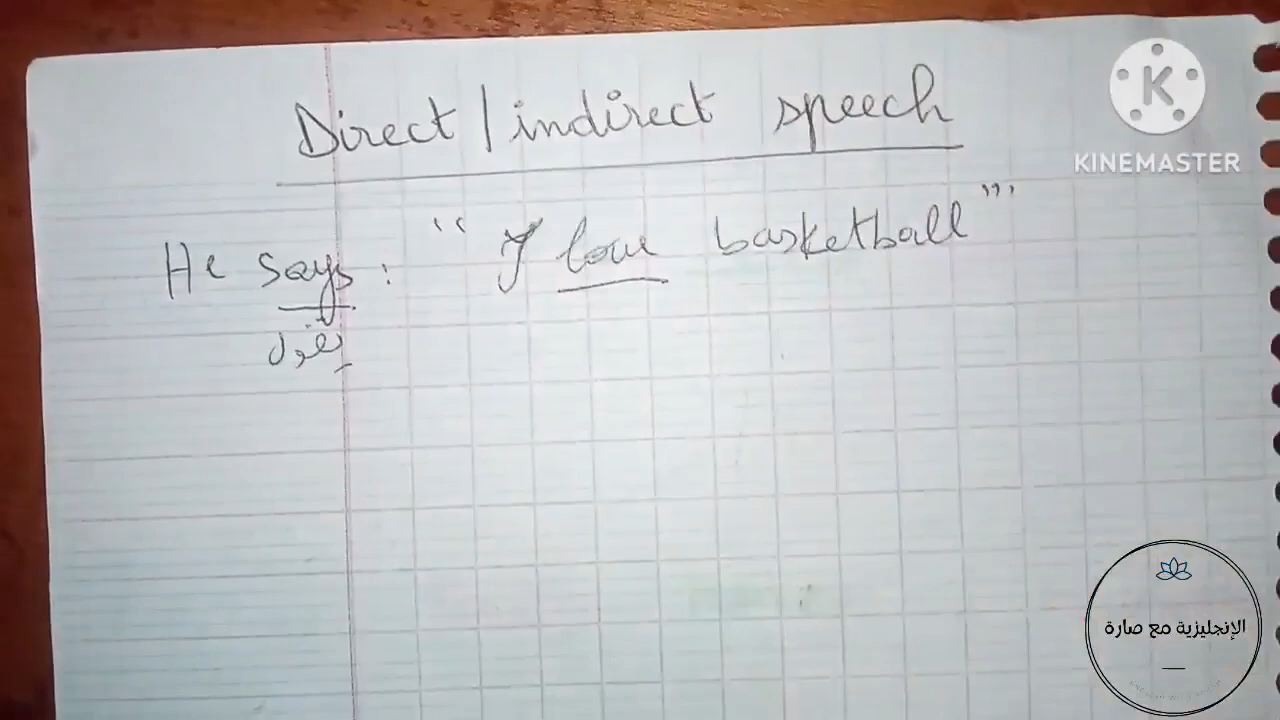 Direct / indirect speech
KINEMASTER
He says : " I love basketball "
يقول
الإنجليزية مع صارة